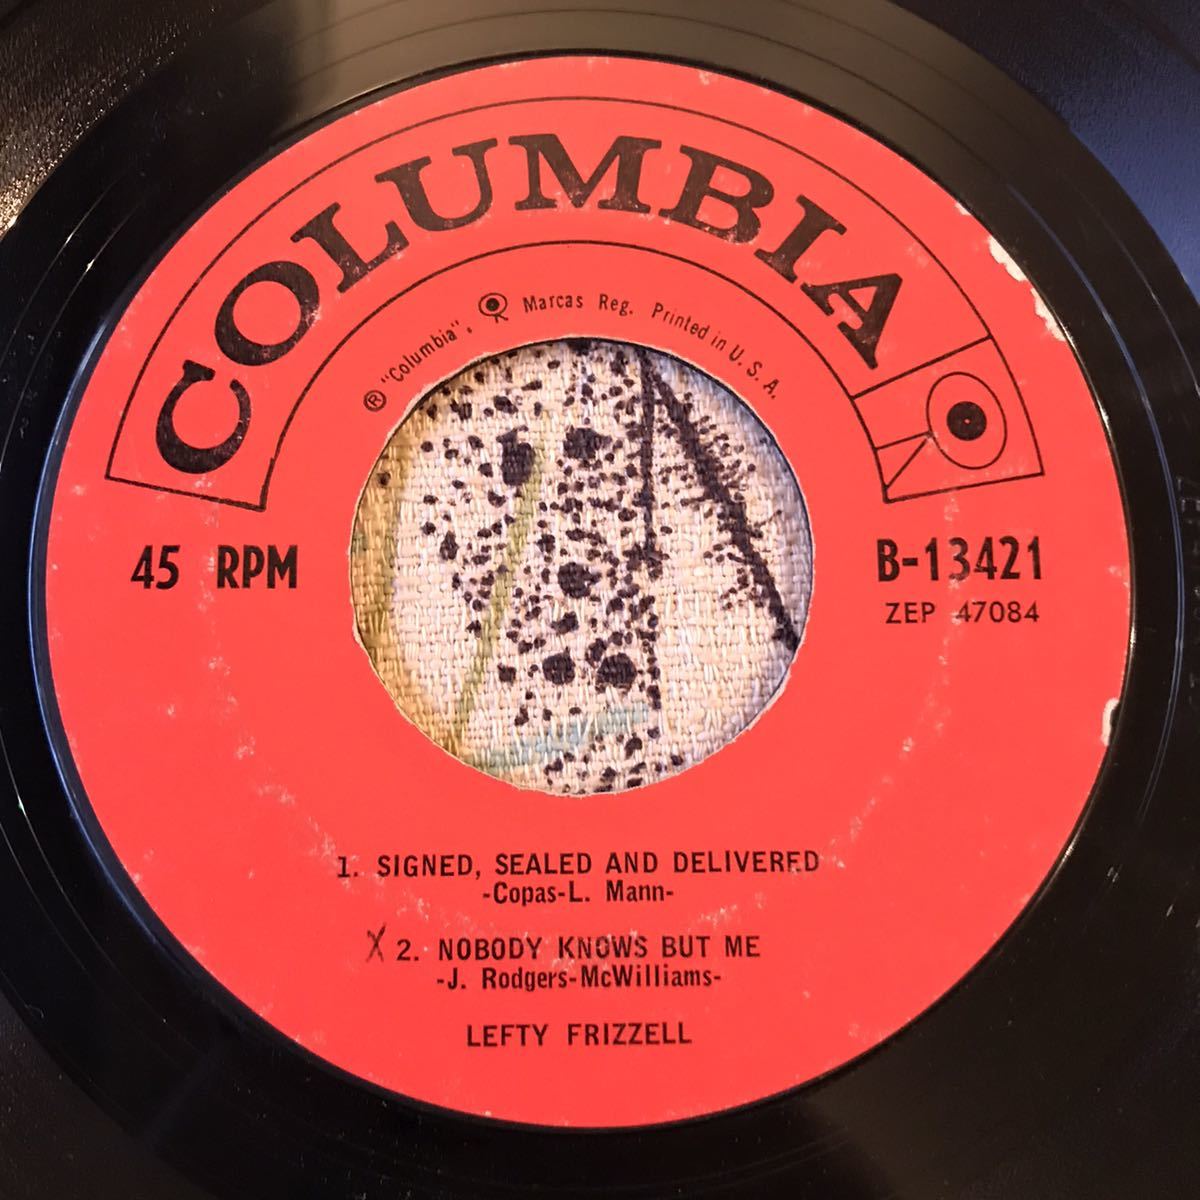 COLUMBIA
® "Columbia", Marcas Reg. Printed in U. S. A.
45 RPM
B-13421
ZEP 47084
1. SIGNED, SEALED AND DELIVERED
-Copas-L. Mann-
X 2. NOBODY KNOWS BUT ME
-J. Rodgers-McWilliams-
LEFTY FRIZZELL